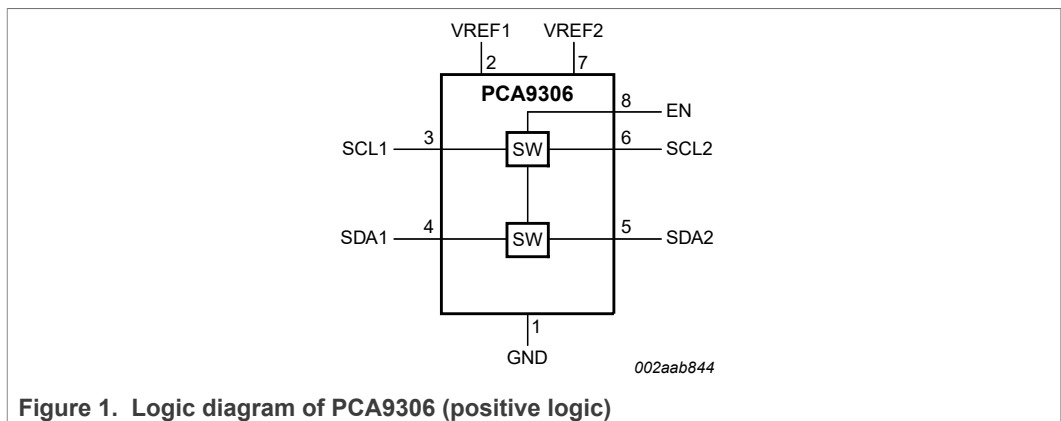 VREF1 VREF2
2 7
PCA9306
8 EN
SCL1 3 SW 6 SCL2
SDA1 4 SW 5 SDA2
1
GND
002aab844
Figure 1. Logic diagram of PCA9306 (positive logic)